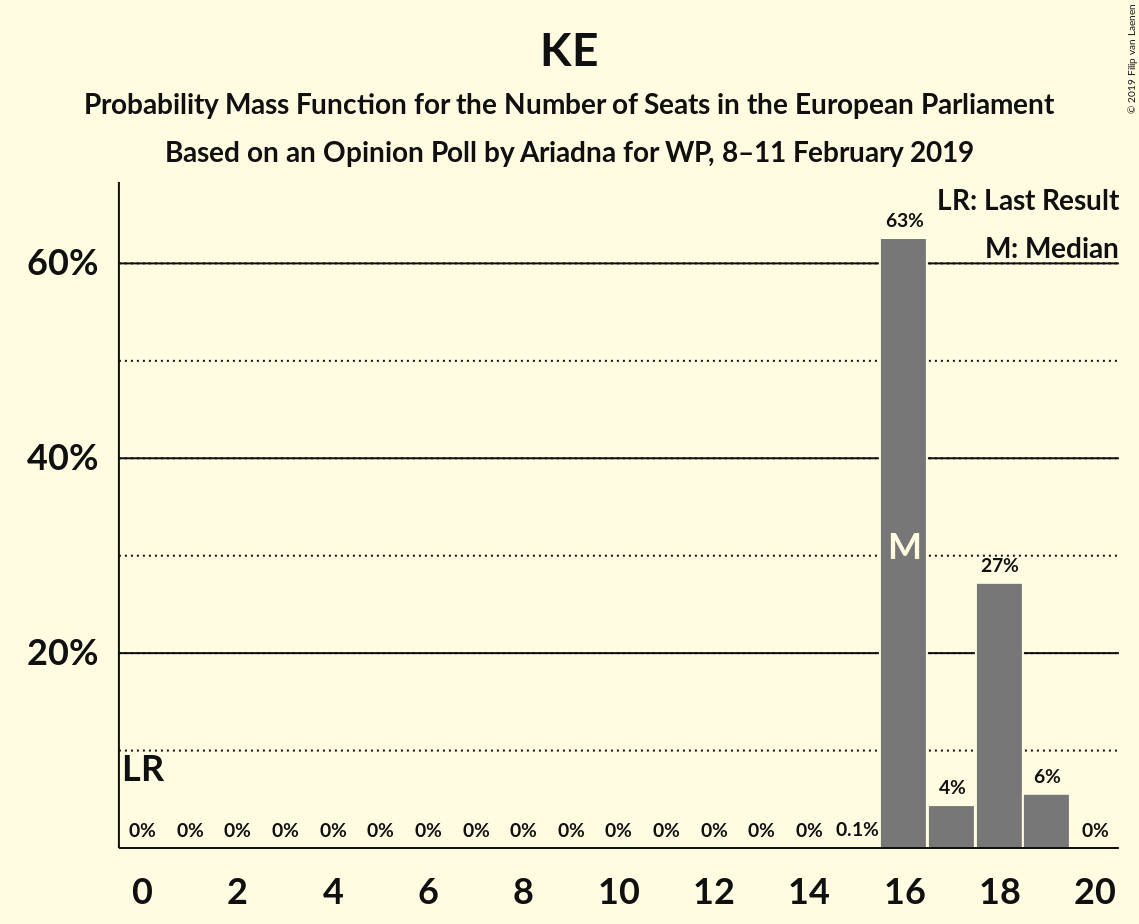 KE
Probability Mass Function for the Number of Seats in the European Parliament
Based on an Opinion Poll by Ariadna for WP, 8–11 February 2019
© 2019 Filip van Laenen
LR: Last Result
M: Median
63%
60%
40%
M
27%
20%
LR
4%
6%
0% 0% 0% 0% 0% 0% 0% 0% 0% 0% 0% 0% 0% 0% 0% 0.1% 0%
0 2 4 6 8 10 12 14 16 18 20